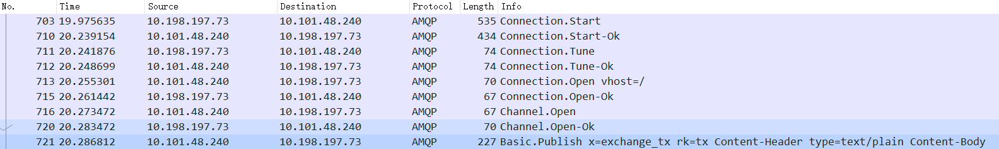 No. Time Source Destination Protocol Length Info
703 19.975635 10.198.197.73 10.101.48.240 AMQP 535 Connection.Start
710 20.239154 10.101.48.240 10.198.197.73 AMQP 434 Connection.Start-Ok
711 20.241876 10.198.197.73 10.101.48.240 AMQP 74 Connection.Tune
712 20.248699 10.101.48.240 10.198.197.73 AMQP 74 Connection.Tune-Ok
713 20.255301 10.101.48.240 10.198.197.73 AMQP 70 Connection.Open vhost=/
715 20.261442 10.198.197.73 10.101.48.240 AMQP 67 Connection.Open-Ok
716 20.273472 10.101.48.240 10.198.197.73 AMQP 67 Channel.Open
720 20.283472 10.198.197.73 10.101.48.240 AMQP 70 Channel.Open-Ok
721 20.286812 10.101.48.240 10.198.197.73 AMQP 227 Basic.Publish x=exchange_tx rk=tx Content-Header type=text/plain Content-Body